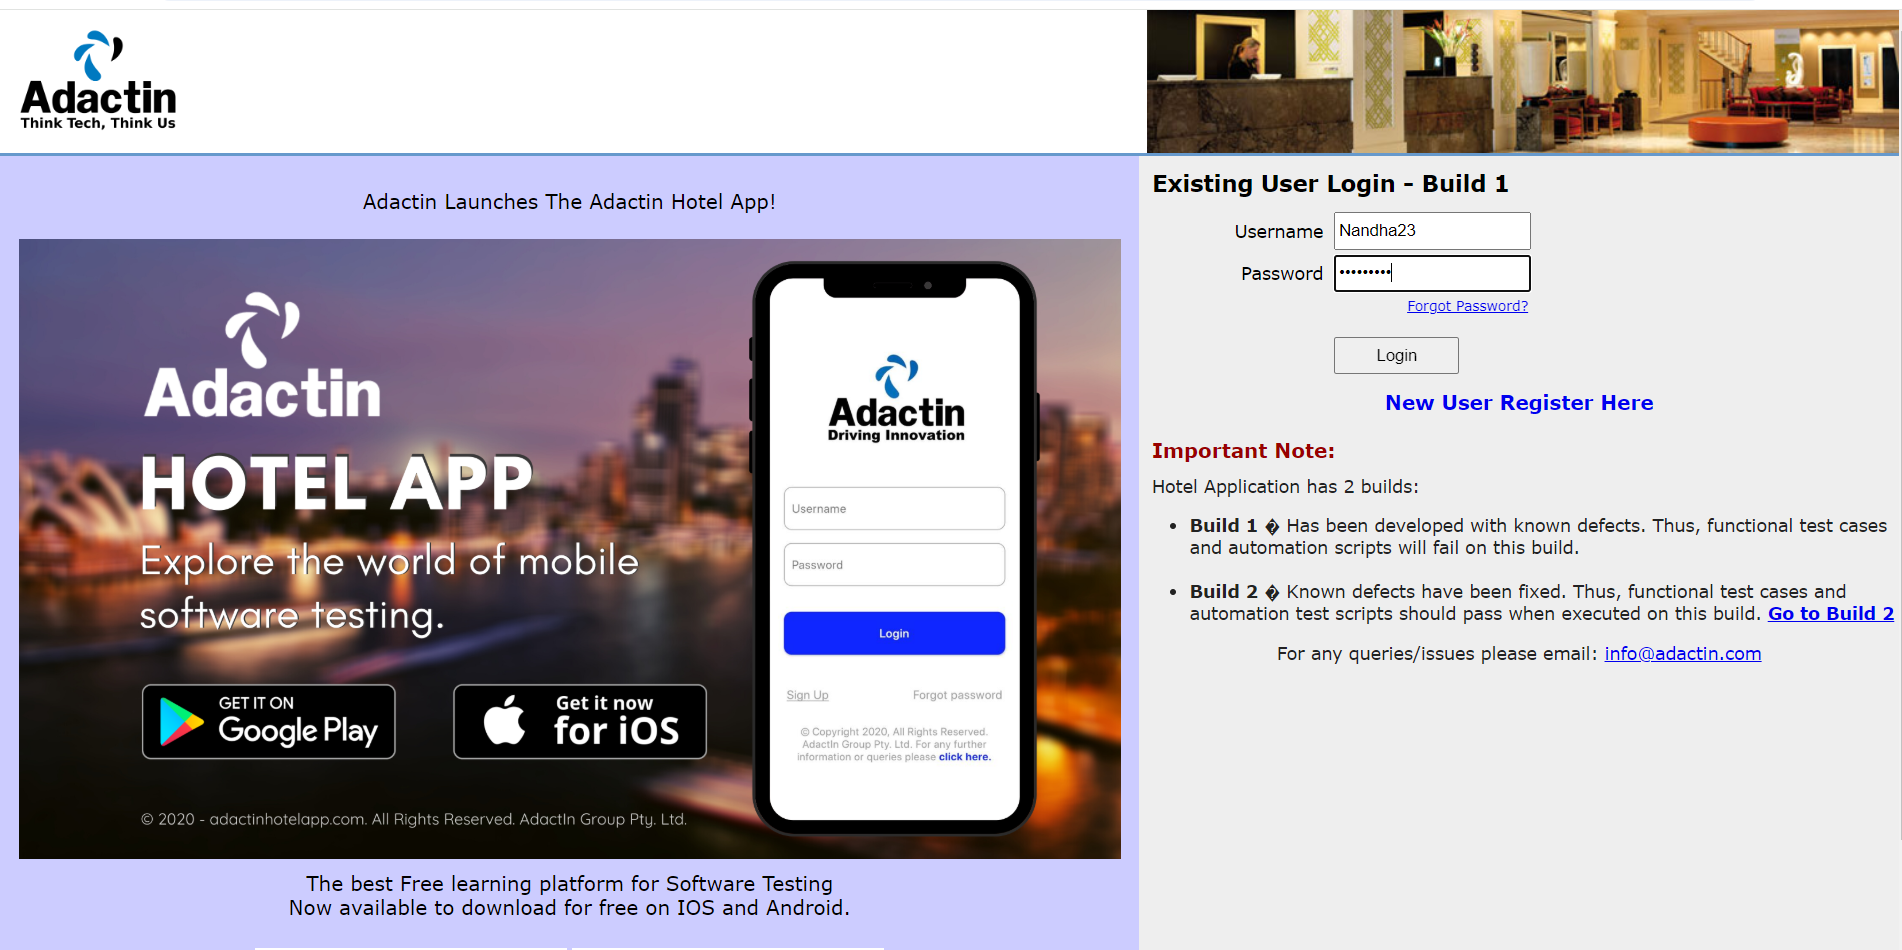 Adactin
Think Tech, Think Us
Adactin Launches The Adactin Hotel App!
Adactin
HOTEL APP
Explore the world of mobile
software testing.
GET IT ON
Google Play
Get it now
for iOS
© 2020 - adactinhotelapp.com. All Rights Reserved. AdactIn Group Pty. Ltd.
Adactin
Driving Innovation
Username
Password
Login
Sign Up Forgot password
© Copyright 2020, All Rights Reserved.
AdactIn Group Pty. Ltd. For any further
information or queries please click here.
The best Free learning platform for Software Testing
Now available to download for free on IOS and Android.
Existing User Login - Build 1
Username Nandha23
Password •••••••••
Forgot Password?
Login
New User Register Here
Important Note:
Hotel Application has 2 builds:
• Build 1 � Has been developed with known defects. Thus, functional test cases
and automation scripts will fail on this build.
• Build 2 � Known defects have been fixed. Thus, functional test cases and
automation test scripts should pass when executed on this build. Go to Build 2
For any queries/issues please email: info@adactin.com